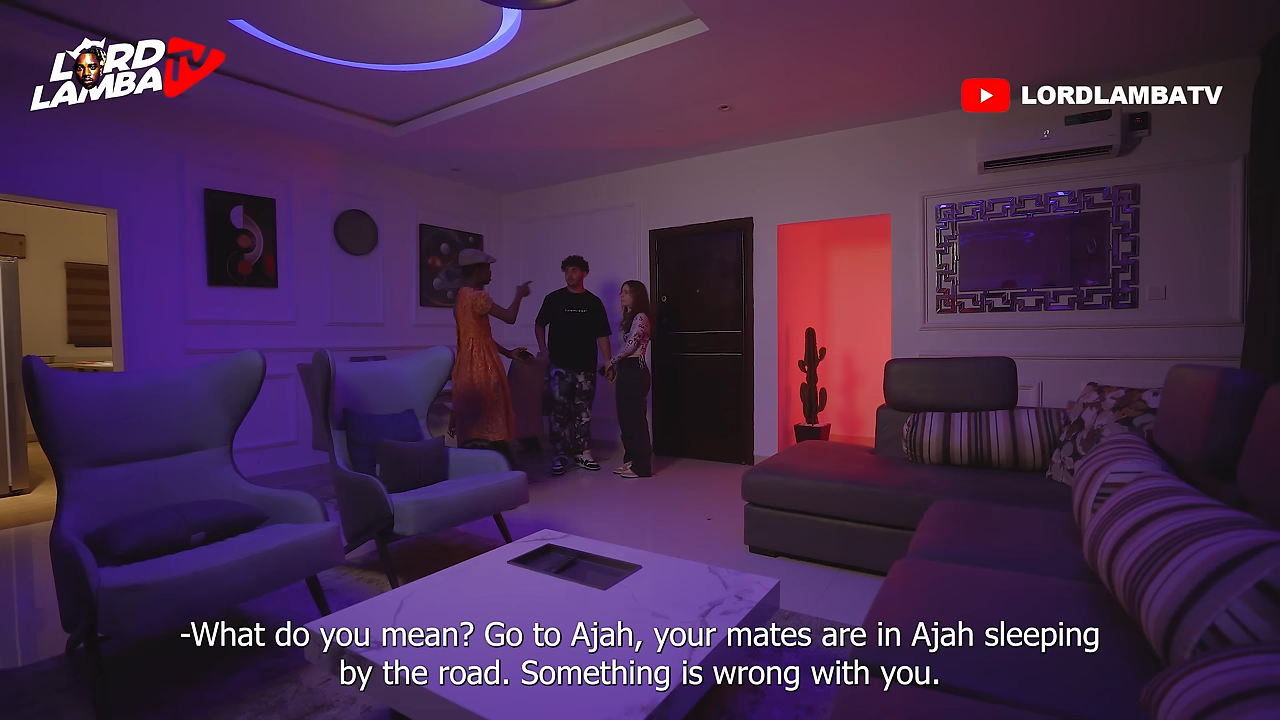 LORD
LAMBA TV
LORDLAMBATV
-What do you mean? Go to Ajah, your mates are in Ajah sleeping
by the road. Something is wrong with you.